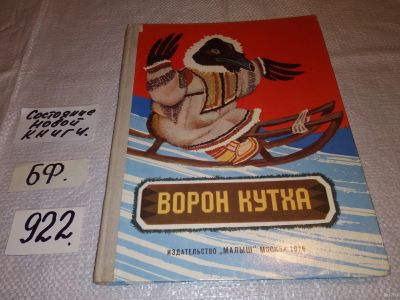 Состояние
новой
книги.
БФ.
922.
ВОРОН КУТХА
ИЗДАТЕЛЬСТВО „МАЛЫШ" МОСКВА 1976